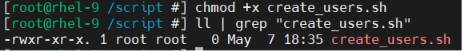 [root@rhel-9 /script #] chmod +x create_users.sh
[root@rhel-9 /script #] ll | grep "create_users.sh"
-rwxr-xr-x. 1 root root   0 May  7 18:35 create_users.sh